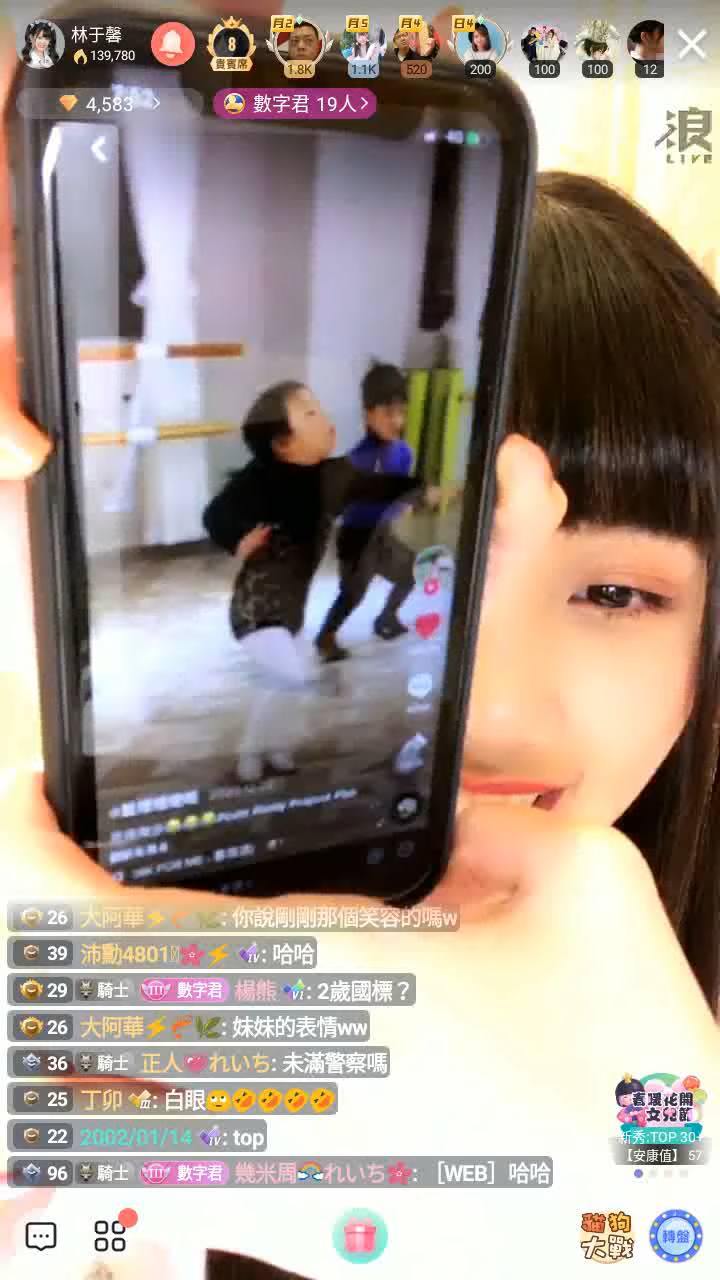 月2 月5 月4 日4
林于馨
139,780
8
貴賓席
1.8K 1.1K 520 200 100 100 12
4,583
數字君 19人
浪
LIVE
26 大阿華: 你說剛剛那個笑容的嗎w
39 沛勳4801: 哈哈
29 騎士 數字君 楊熊 VI: 2歲國標？
26 大阿華: 妹妹的表情ww
36 騎士 正人れいち: 未滿警察嗎
25 丁卯 III: 白眼
22 2002/01/14 IV: top
96 騎士 數字君 幾米周れいち: [WEB] 哈哈
春暖花開
女兒節
新秀:TOP 30+
【安康值】 57
貓狗
大戰
轉盤